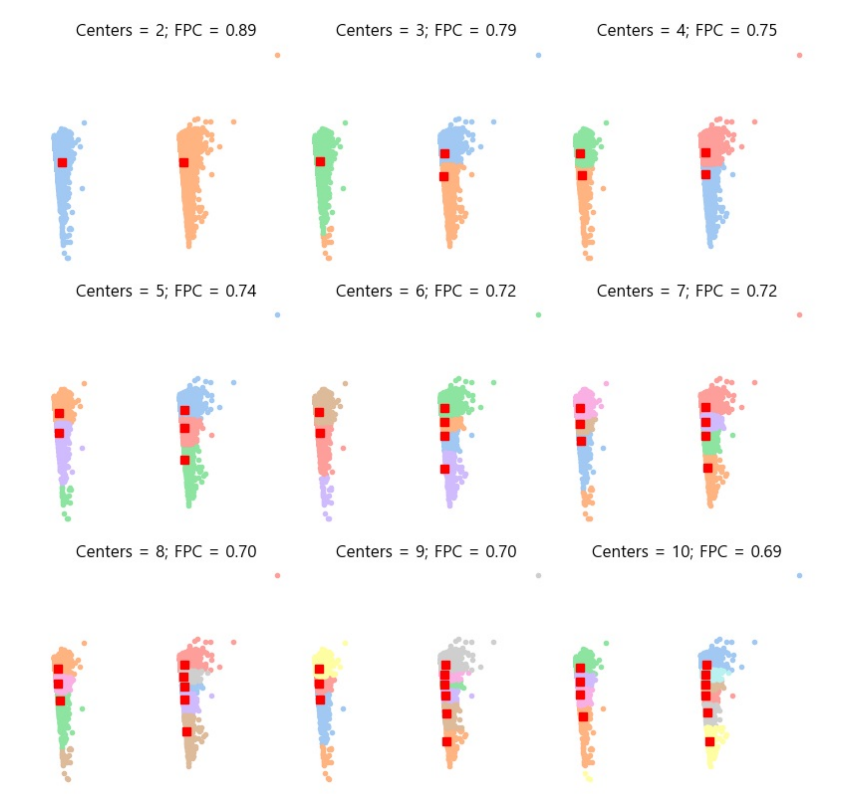 Centers = 2; FPC = 0.89
Centers = 3; FPC = 0.79
Centers = 4; FPC = 0.75
Centers = 5; FPC = 0.74
Centers = 6; FPC = 0.72
Centers = 7; FPC = 0.72
Centers = 8; FPC = 0.70
Centers = 9; FPC = 0.70
Centers = 10; FPC = 0.69